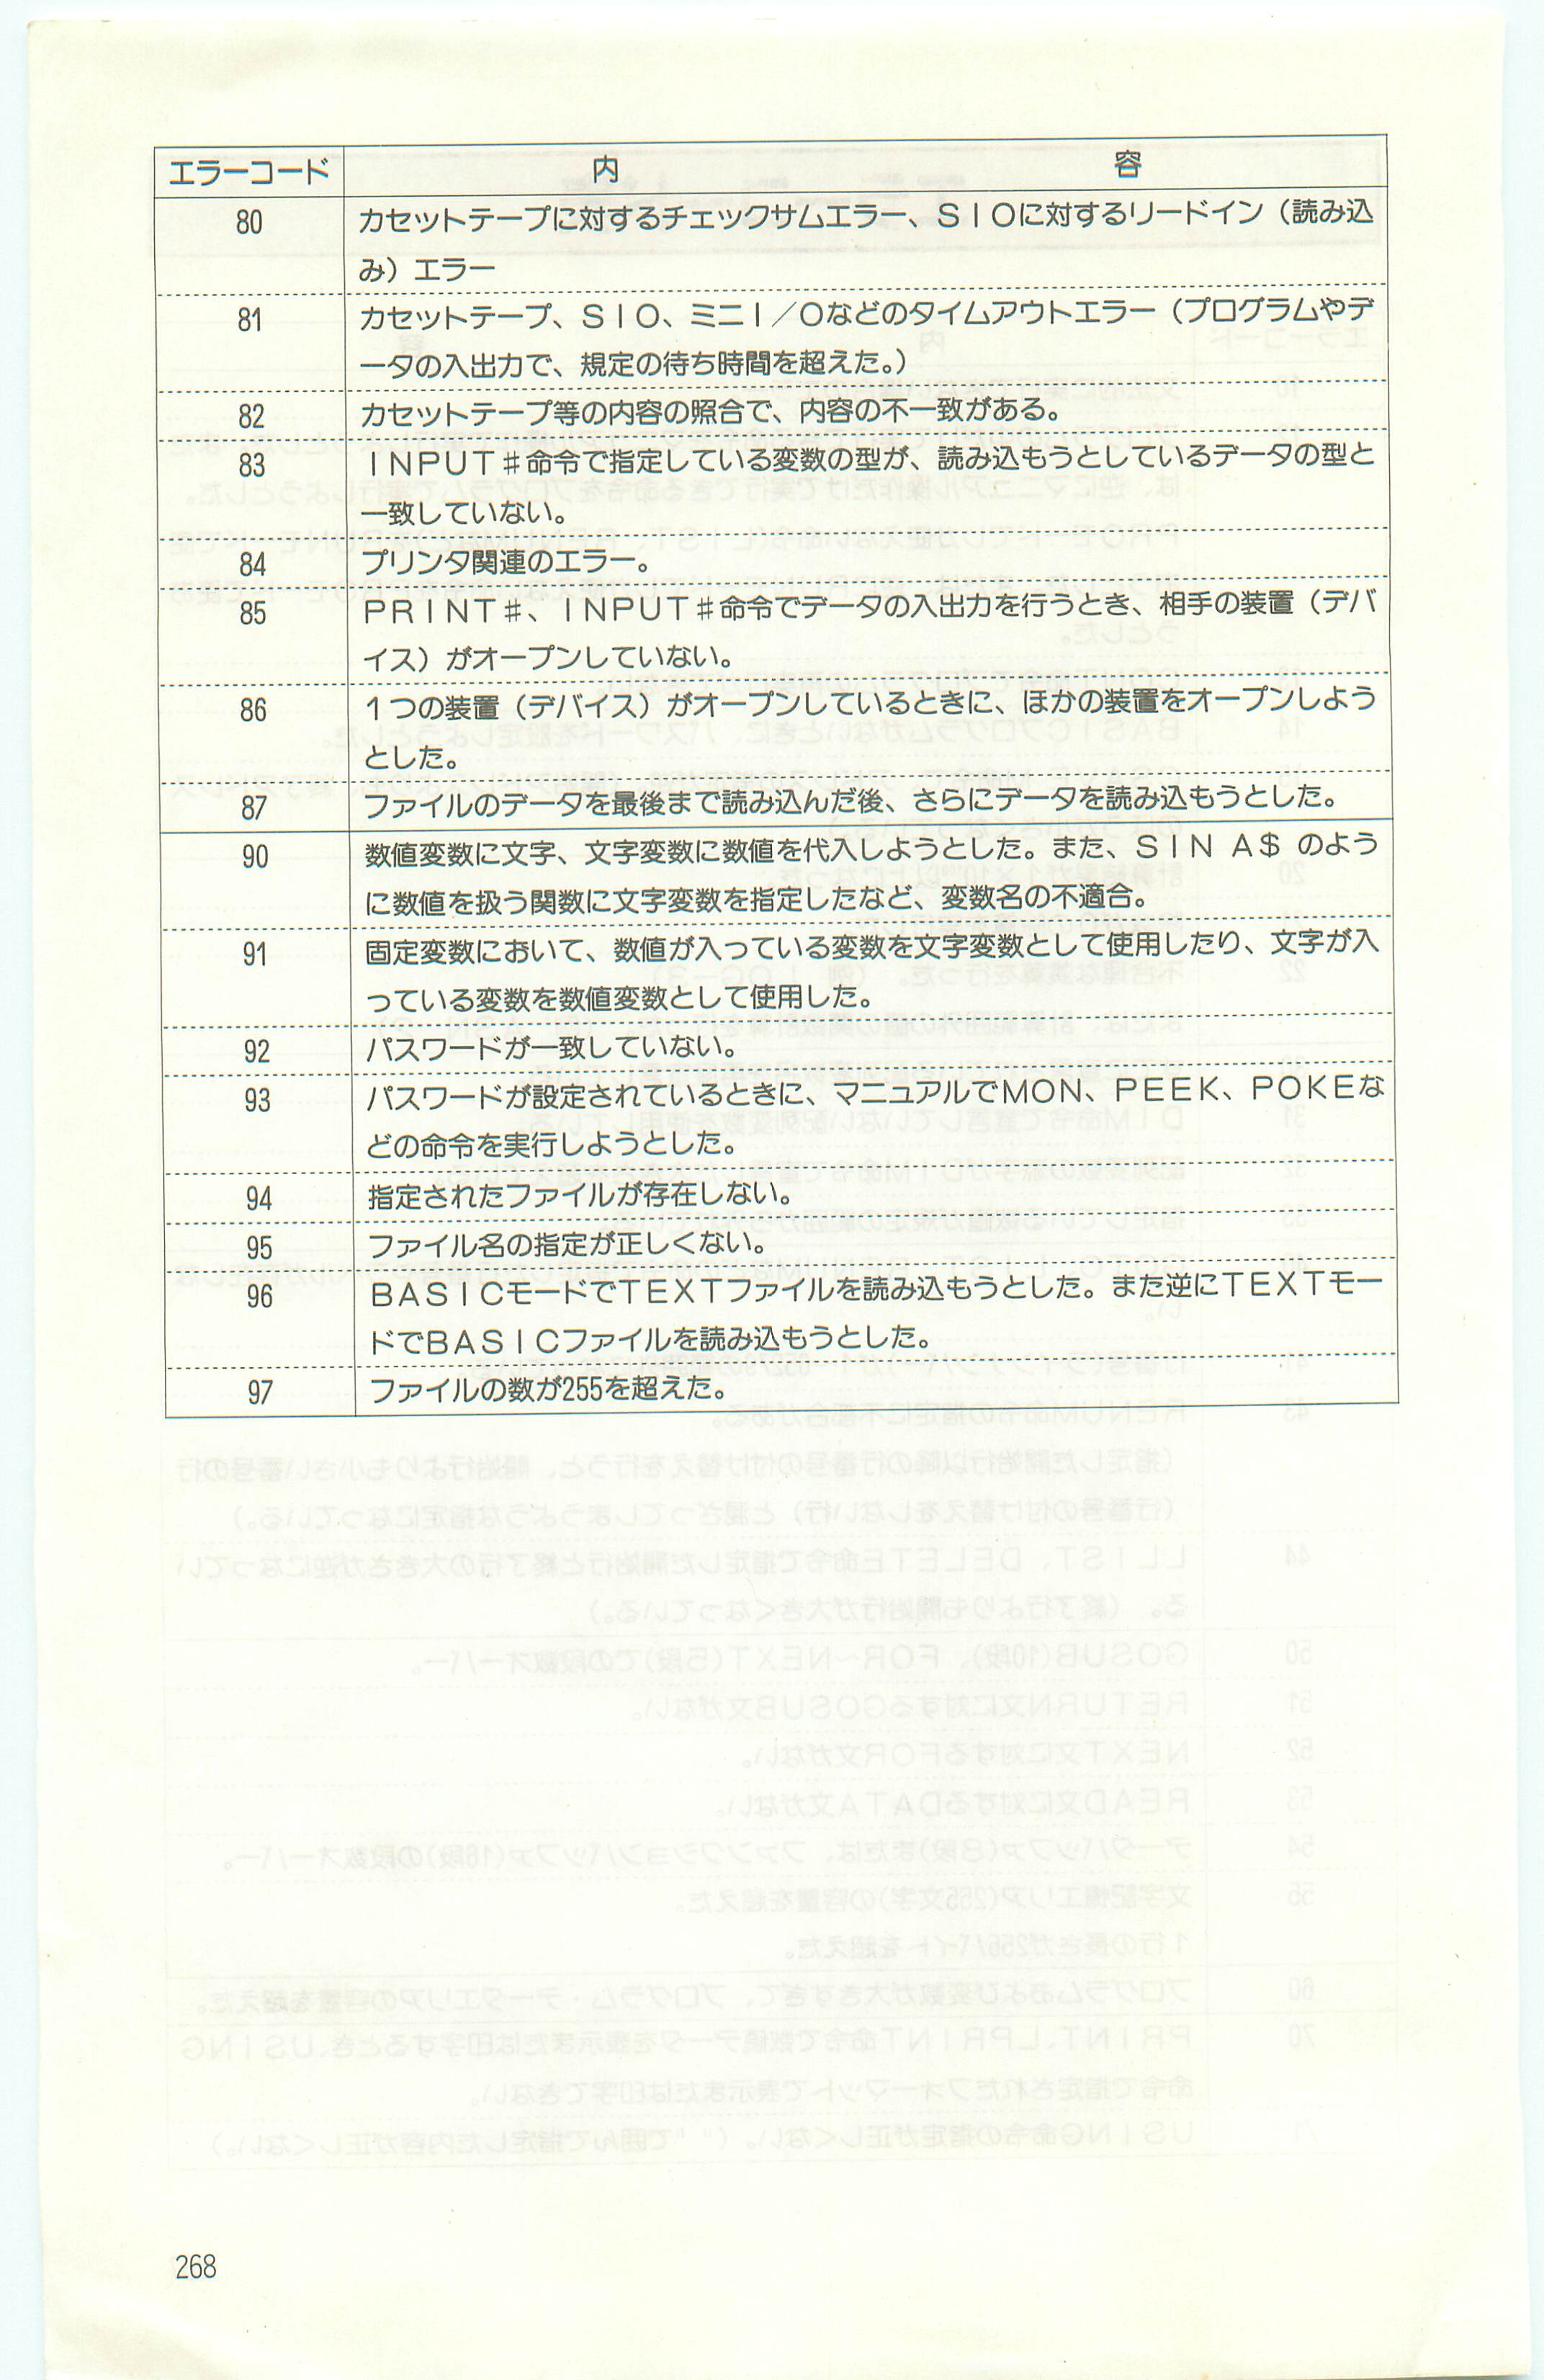 エラーコード 内容
80 カセットテープに対するチェックサムエラー、ＳＩＯに対するリードイン（読み込
み）エラー
81 カセットテープ、ＳＩＯ、ミニＩ／Ｏなどのタイムアウトエラー（プログラムやデ
ータの入出力で、規定の待ち時間を超えた。）
82 カセットテープ等の内容の照合で、内容の不一致がある。
83 ＩＮＰＵＴ＃命令で指定している変数の型が、読み込もうとしているデータの型と
一致していない。
84 プリンタ関連のエラー。
85 ＰＲＩＮＴ＃、ＩＮＰＵＴ＃命令でデータの入出力を行うとき、相手の装置（デバ
イス）がオープンしていない。
86 １つの装置（デバイス）がオープンしているときに、ほかの装置をオープンしよう
とした。
87 ファイルのデータを最後まで読み込んだ後、さらにデータを読み込もうとした。
90 数値変数に文字、文字変数に数値を代入しようとした。また、ＳＩＮ Ａ＄ のよう
に数値を扱う関数に文字変数を指定したなど、変数名の不適合。
91 固定変数において、数値が入っている変数を文字変数として使用したり、文字が入
っている変数を数値変数として使用した。
92 パスワードが一致していない。
93 パスワードが設定されているときに、マニュアルでＭＯＮ、ＰＥＥＫ、ＰＯＫＥな
どの命令を実行しようとした。
94 指定されたファイルが存在しない。
95 ファイル名の指定が正しくない。
96 ＢＡＳＩＣモードでＴＥＸＴファイルを読み込もうとした。また逆にＴＥＸＴモー
ドでＢＡＳＩＣファイルを読み込もうとした。
97 ファイルの数が255を超えた。
268